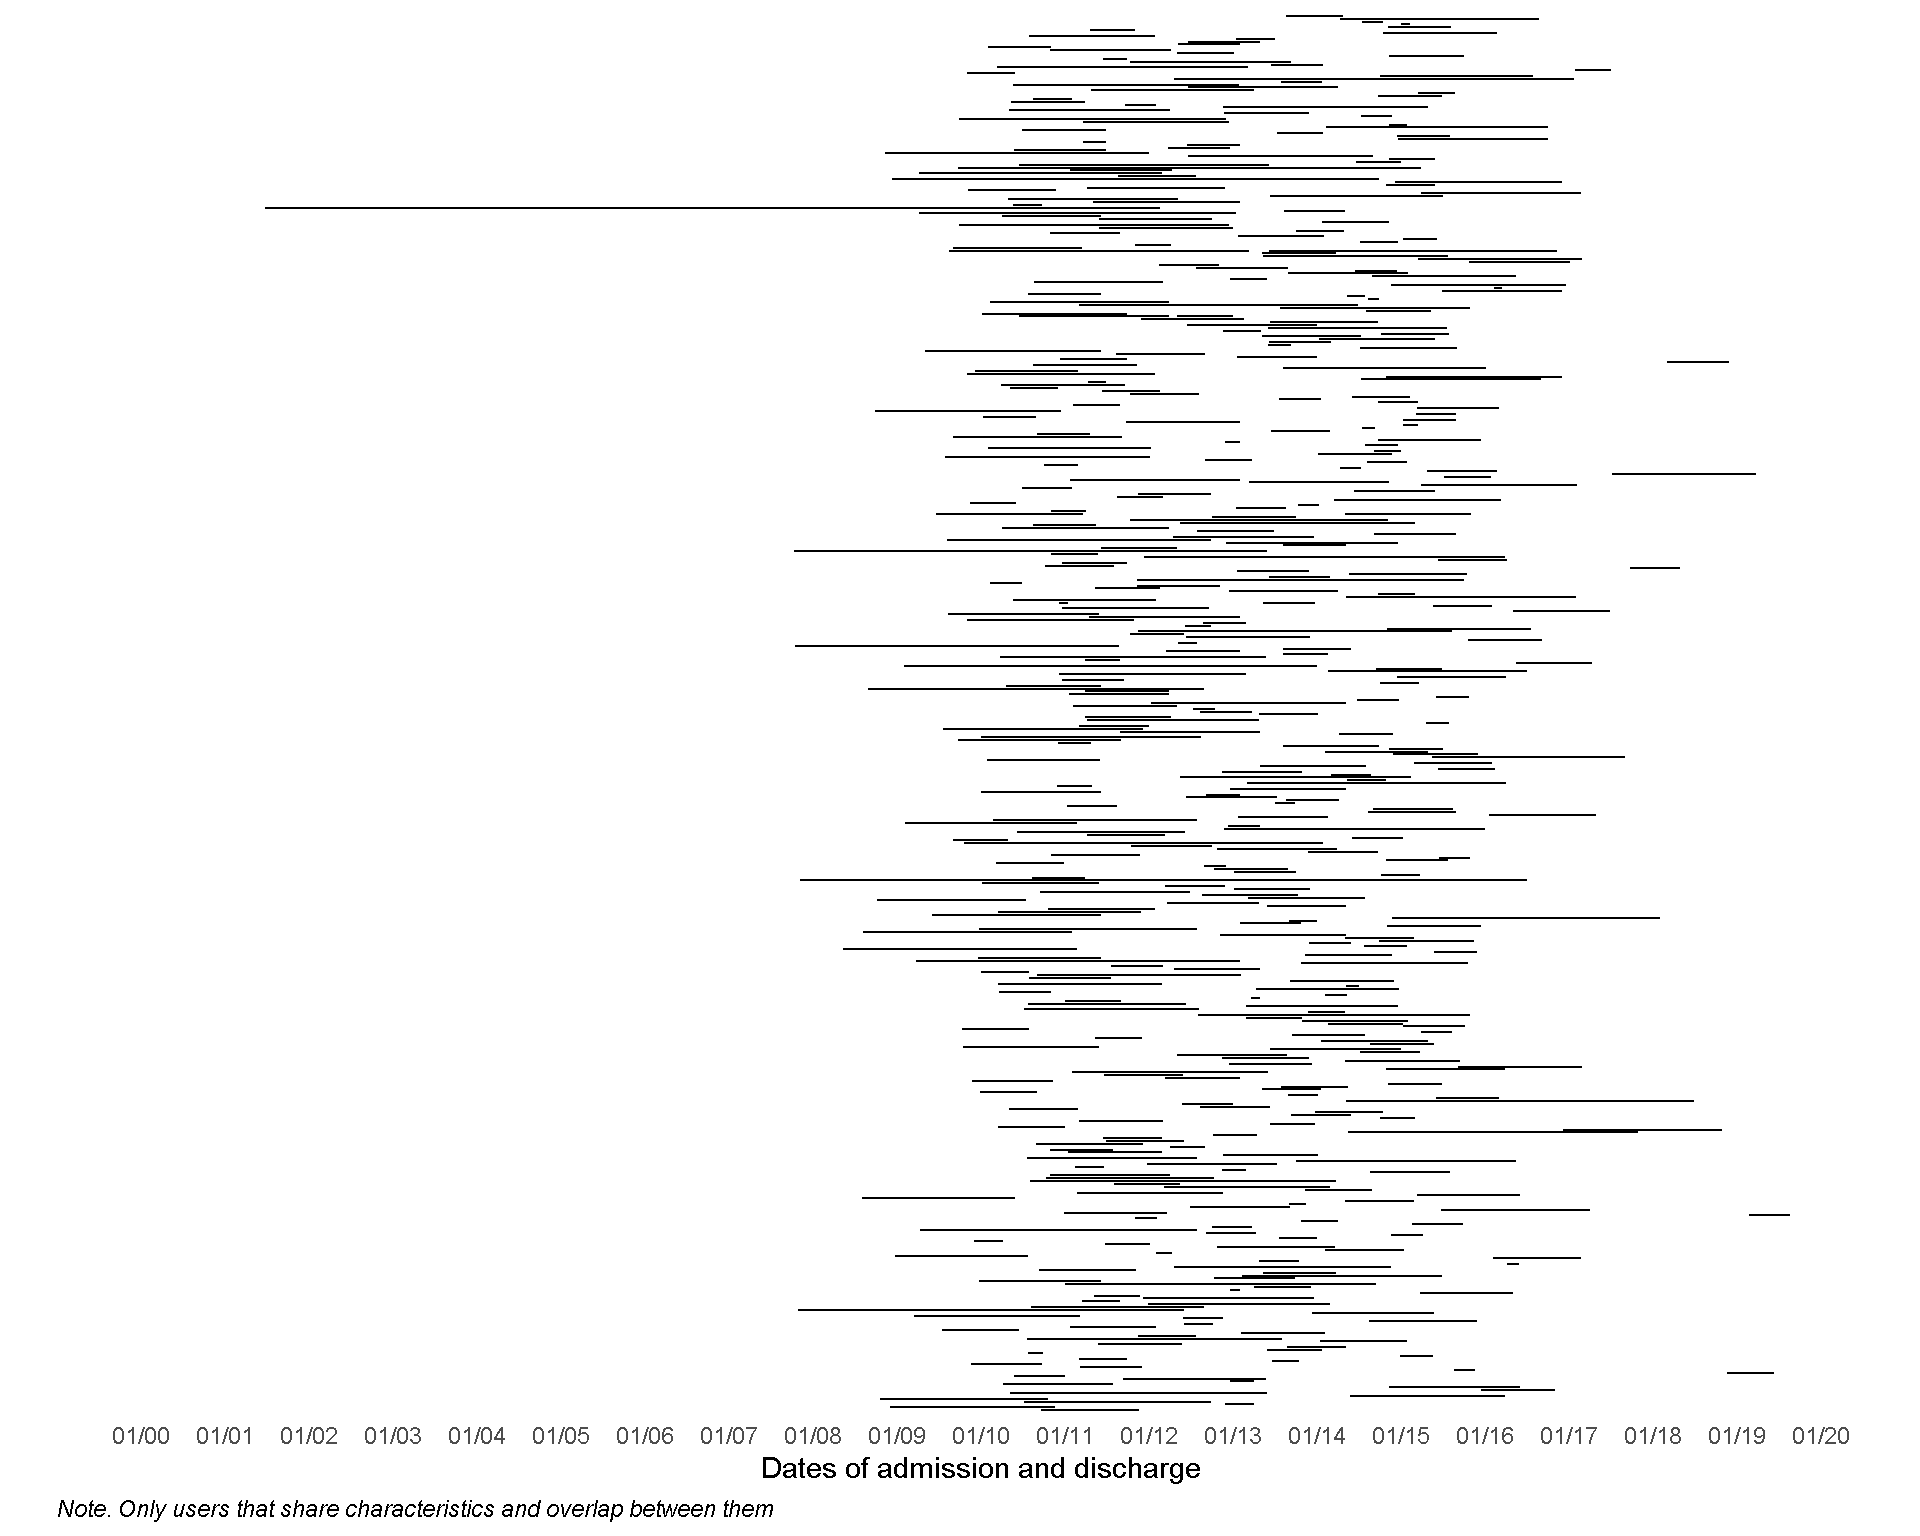 01/00 01/01 01/02 01/03 01/04 01/05 01/06 01/07 01/08 01/09 01/10 01/11 01/12 01/13 01/14 01/15 01/16 01/17 01/18 01/19 01/20
Dates of admission and discharge
Note. Only users that share characteristics and overlap between them